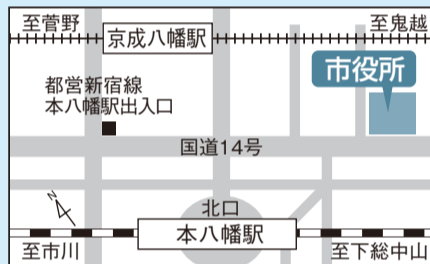 至菅野
至鬼越
京成八幡駅
市役所
都営新宿線
本八幡駅出入口
国道14号
N
北口
本八幡駅
至市川
至下総中山